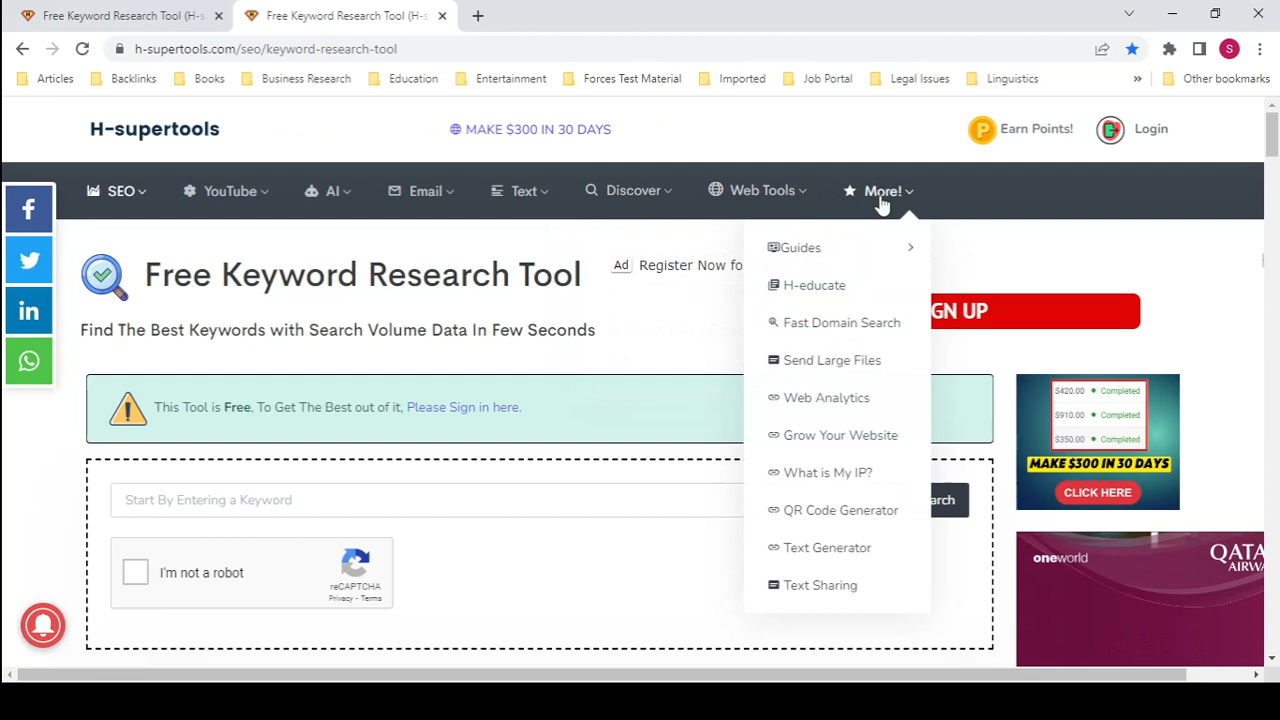 Free Keyword Research Tool (H-s
Free Keyword Research Tool (H-s
h-supertools.com/seo/keyword-research-tool
S
Articles
Backlinks
Books
Business Research
Education
Entertainment
Forces Test Material
Imported
Job Portal
Legal Issues
Linguistics
»
Other bookmarks
H-supertools
MAKE $300 IN 30 DAYS
P
Earn Points!
Login
SEO
YouTube
AI
Email
Text
Discover
Web Tools
More!
Guides
H-educate
Fast Domain Search
Send Large Files
Web Analytics
Grow Your Website
What is My IP?
QR Code Generator
Text Generator
Text Sharing
Free Keyword Research Tool
Ad
Register Now fo
GN UP
Find The Best Keywords with Search Volume Data In Few Seconds
This Tool is Free, To Get The Best out of it, Please Sign in here.
Start By Entering a Keyword
arch
I'm not a robot
reCAPTCHA
Privacy - Terms
$420.00 Completed
$910.00 Completed
$350.00 Completed
MAKE $300 IN 30 DAYS
CLICK HERE
oneworld
QATA
AIRWA